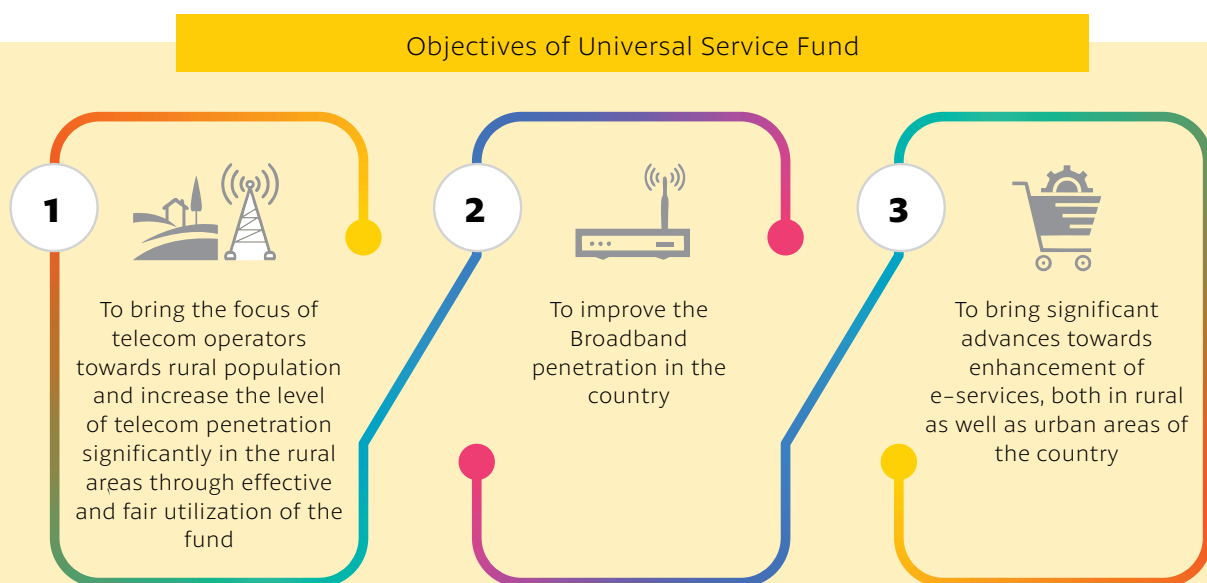 Objectives of Universal Service Fund
1
To bring the focus of
telecom operators
towards rural population
and increase the level
of telecom penetration
significantly in the rural
areas through effective
and fair utilization of the
fund
2
To improve the
Broadband
penetration in the
country
3
To bring significant
advances towards
enhancement of
e-services, both in rural
as well as urban areas of
the country